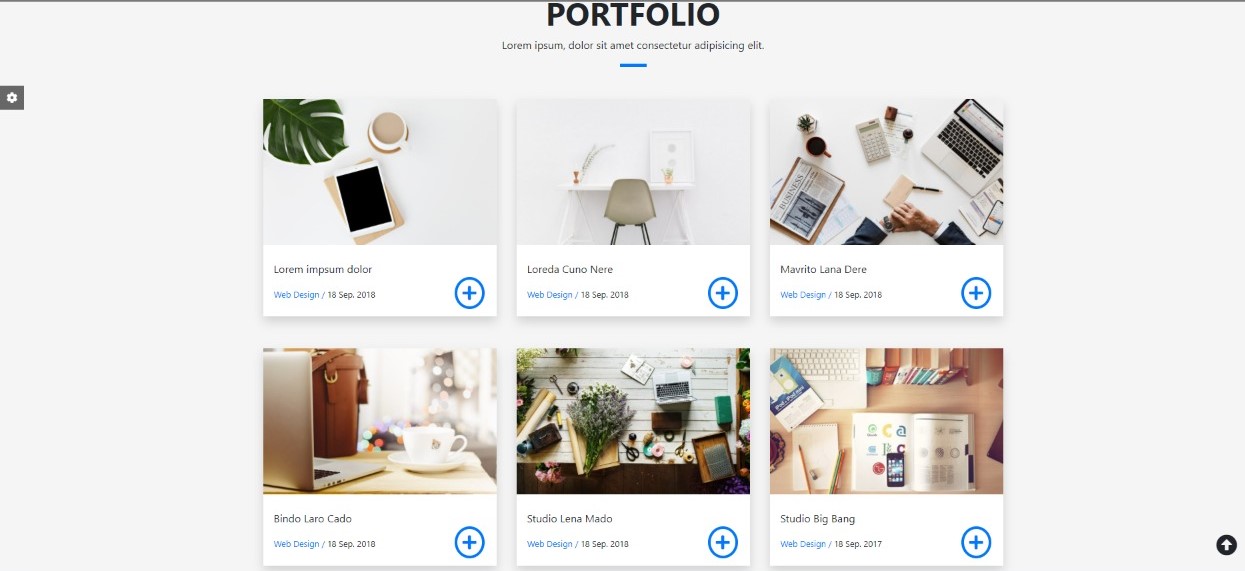 PORTFOLIO
Lorem ipsum, dolor sit amet consectetur adipisicing elit.
BUSINESS
Lorem impsum dolor
Web Design / 18 Sep. 2018
Loreda Cuno Nere
Web Design / 18 Sep. 2018
Mavrito Lana Dere
Web Design / 18 Sep. 2018
Bindo Laro Cado
Web Design / 18 Sep. 2018
Studio Lena Mado
Web Design / 18 Sep. 2018
Studio Big Bang
Web Design / 18 Sep. 2017